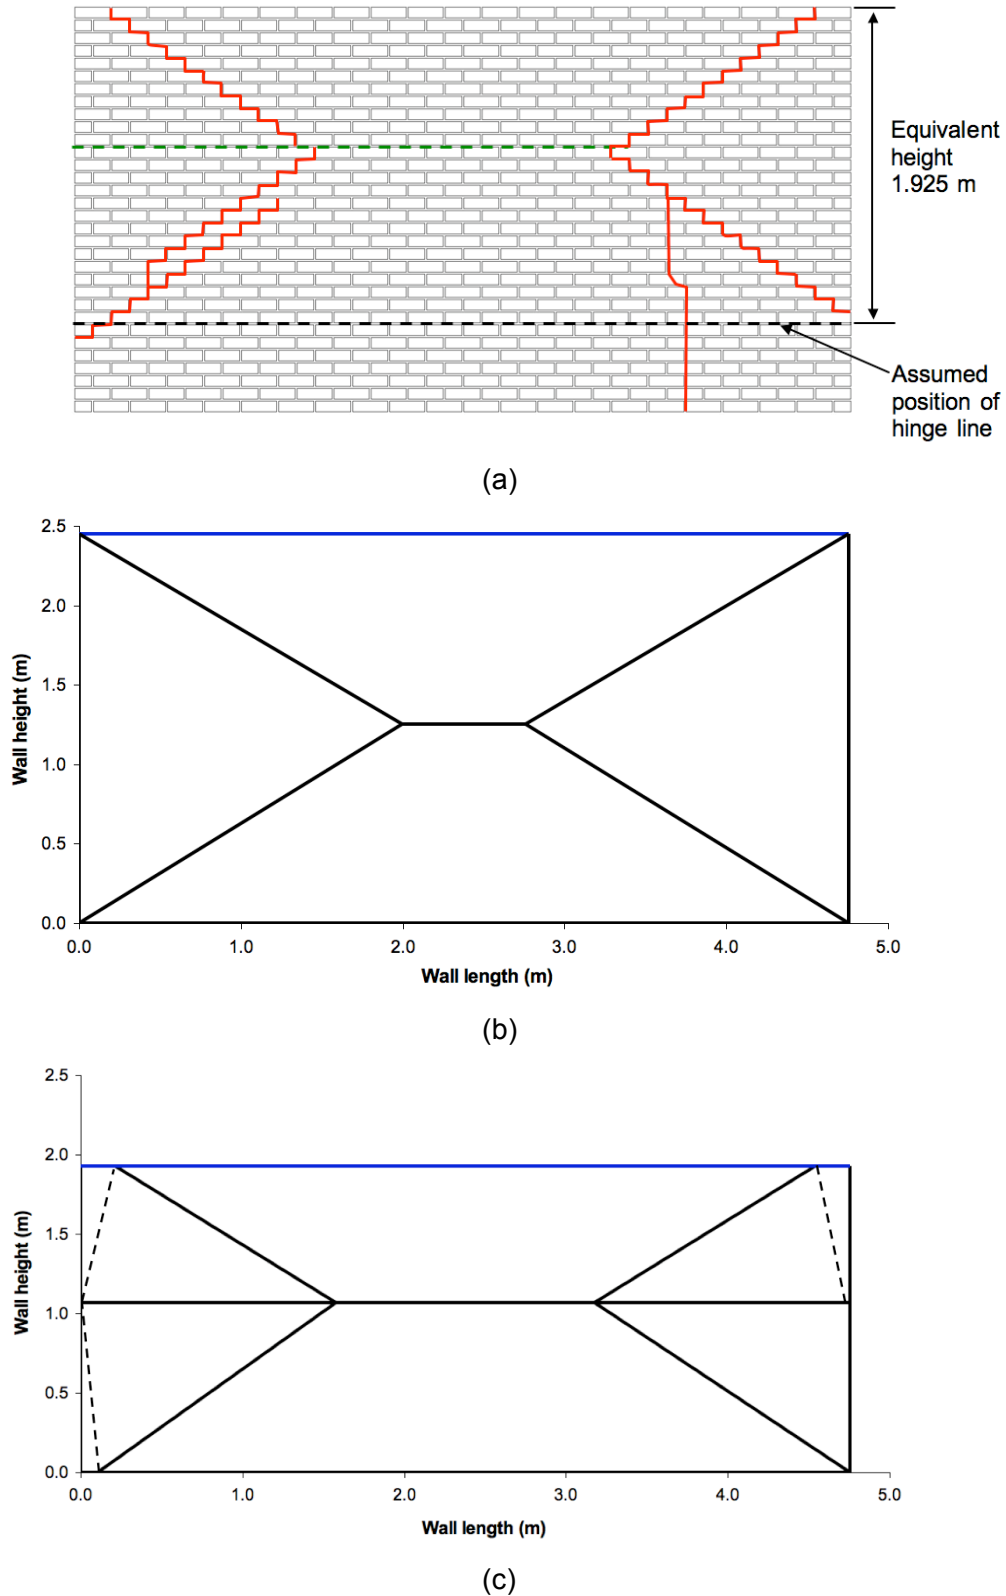 Equivalent
height
1.925 m
Assumed
position of
hinge line
(a)
2.5
2.0
1.5
1.0
0.5
0.0
Wall height (m)
0.0 1.0 2.0 3.0 4.0 5.0
Wall length (m)
(b)
2.5
2.0
1.5
1.0
0.5
0.0
Wall height (m)
0.0 1.0 2.0 3.0 4.0 5.0
Wall length (m)
(c)